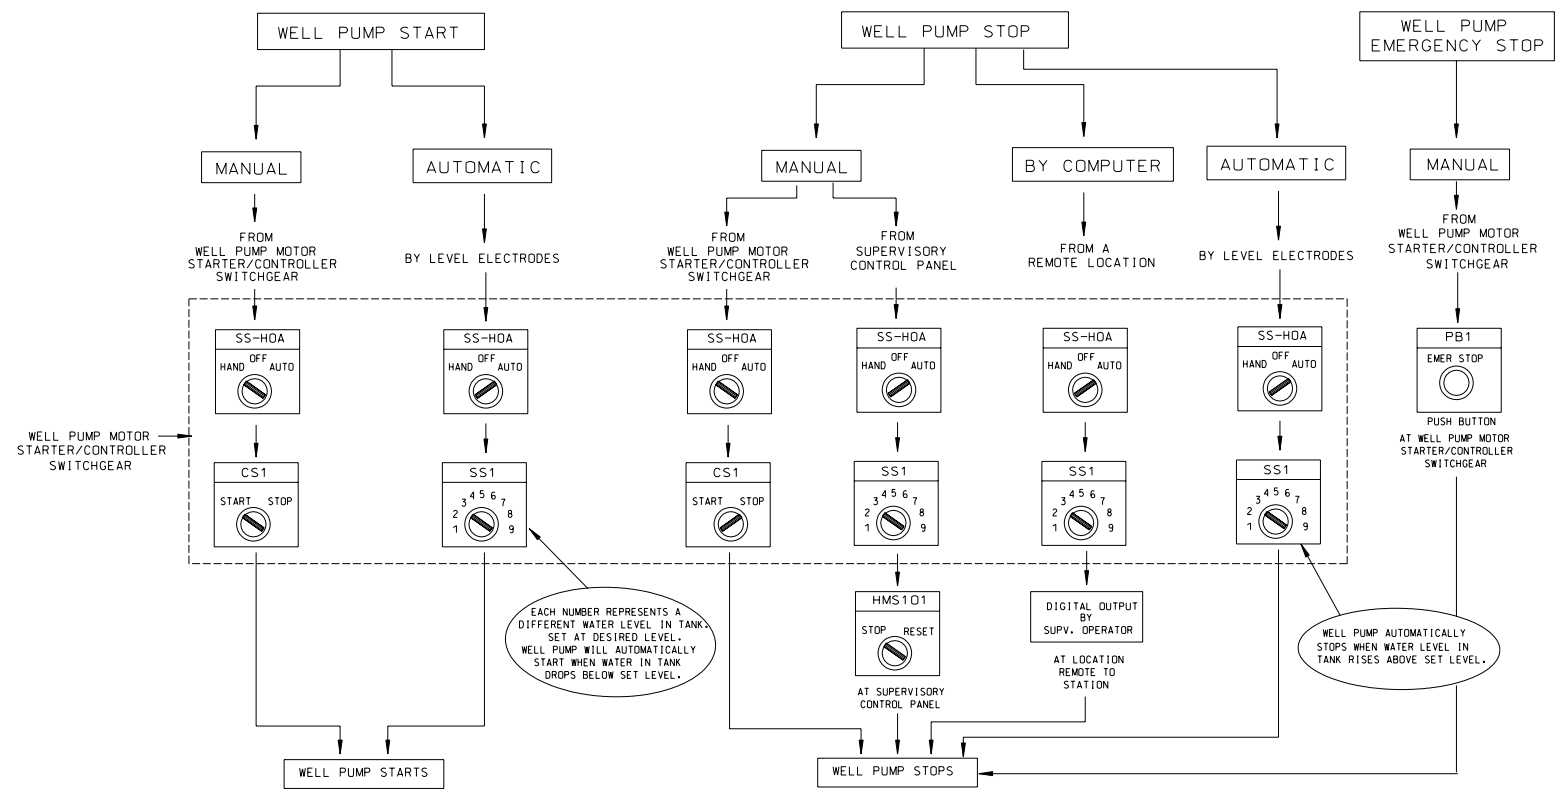 WELL PUMP START
WELL PUMP STOP
WELL PUMP
EMERGENCY STOP
MANUAL
AUTOMATIC
MANUAL
BY COMPUTER
AUTOMATIC
MANUAL
FROM
WELL PUMP MOTOR
STARTER/CONTROLLER
SWITCHGEAR
BY LEVEL ELECTRODES
FROM
WELL PUMP MOTOR
STARTER/CONTROLLER
SWITCHGEAR
FROM
SUPERVISORY
CONTROL PANEL
FROM A
REMOTE LOCATION
BY LEVEL ELECTRODES
FROM
WELL PUMP MOTOR
STARTER/CONTROLLER
SWITCHGEAR
SS-HOA
OFF
HAND AUTO
SS-HOA
OFF
HAND AUTO
SS-HOA
OFF
HAND AUTO
SS-HOA
OFF
HAND AUTO
SS-HOA
OFF
HAND AUTO
SS-HOA
OFF
HAND AUTO
PB1
EMER STOP
PUSH BUTTON
AT WELL PUMP MOTOR
STARTER/CONTROLLER
SWITCHGEAR
WELL PUMP MOTOR
STARTER/CONTROLLER
SWITCHGEAR
CS1
START STOP
SS1
1 2 3 4 5 6 7 8 9
CS1
START STOP
SS1
1 2 3 4 5 6 7 8 9
SS1
1 2 3 4 5 6 7 8 9
SS1
1 2 3 4 5 6 7 8 9
EACH NUMBER REPRESENTS A
DIFFERENT WATER LEVEL IN TANK.
SET AT DESIRED LEVEL.
WELL PUMP WILL AUTOMATICALLY
START WHEN WATER IN TANK
DROPS BELOW SET LEVEL.
HMS101
STOP RESET
AT SUPERVISORY
CONTROL PANEL
DIGITAL OUTPUT
BY
SUPV. OPERATOR
AT LOCATION
REMOTE TO
STATION
WELL PUMP AUTOMATICALLY
STOPS WHEN WATER LEVEL IN
TANK RISES ABOVE SET LEVEL.
WELL PUMP STARTS
WELL PUMP STOPS